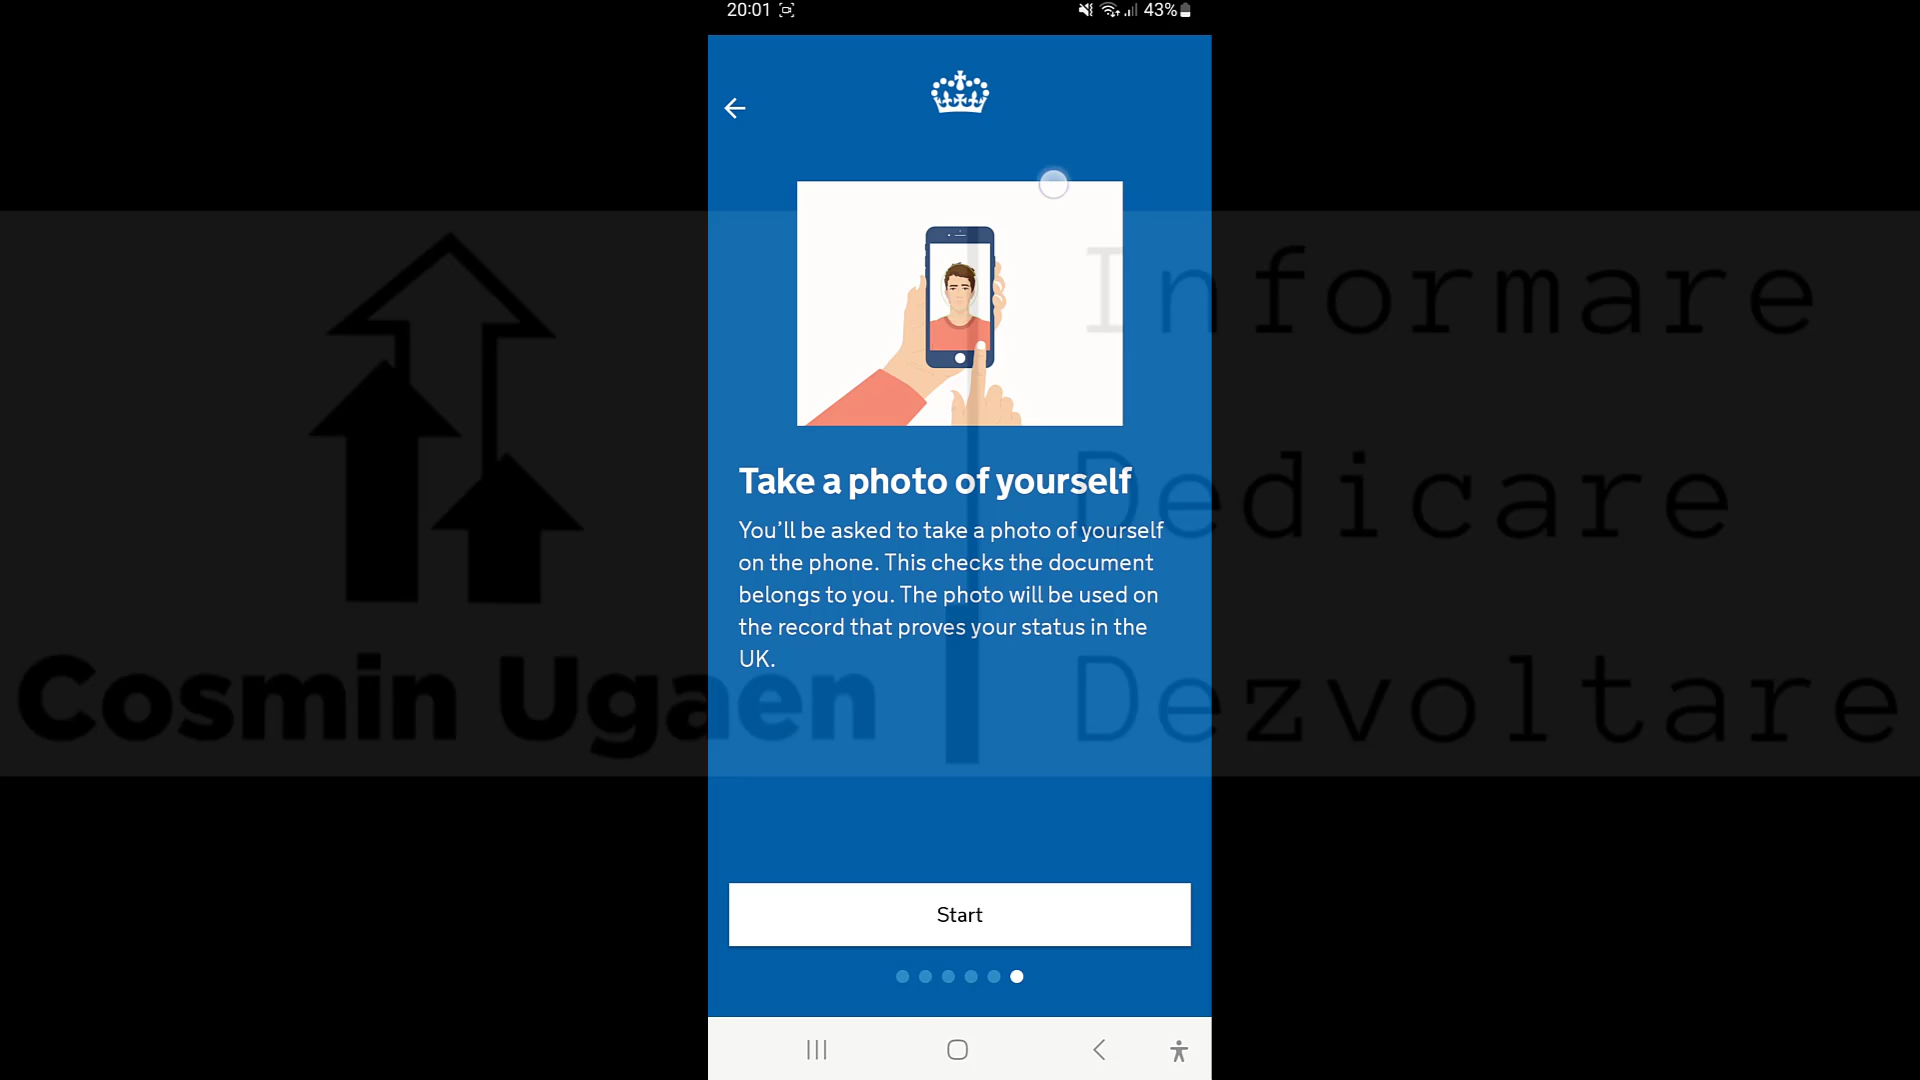 20:01
43%
Take a photo of yourself
You’ll be asked to take a photo of yourself
on the phone. This checks the document
belongs to you. The photo will be used on
the record that proves your status in the
UK.
Start
Cosmin Ugaen
Informare
Dedicare
Dezvoltare